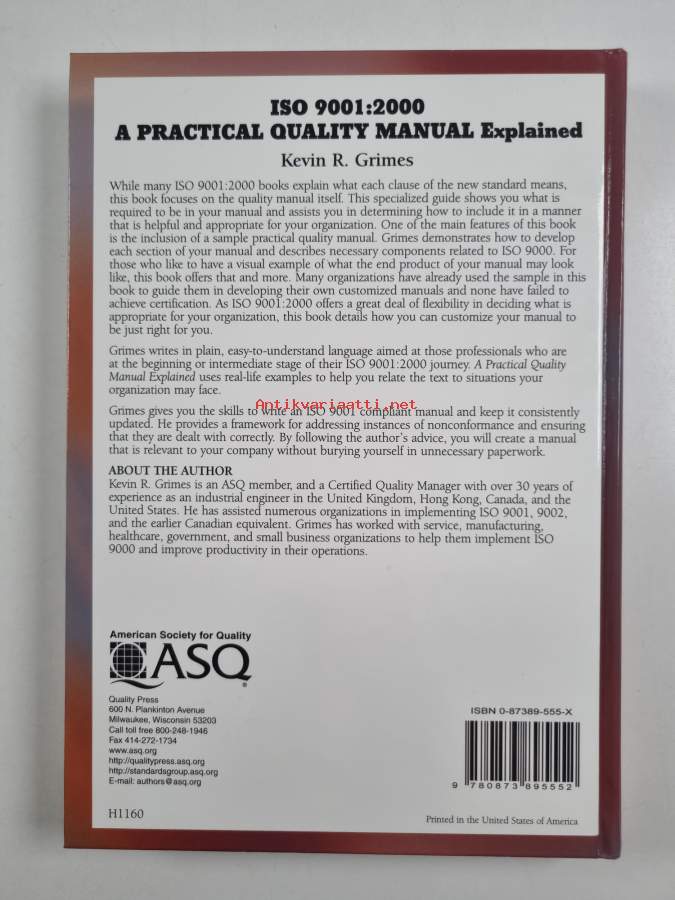 ISO 9001:2000
A PRACTICAL QUALITY MANUAL Explained
Kevin R. Grimes
While many ISO 9001:2000 books explain what each clause of the new standard means,
this book focuses on the quality manual itself. This specialized guide shows you what is
required to be in your manual and assists you in determining how to include it in a manner
that is helpful and appropriate for your organization. One of the main features of this book
is the inclusion of a sample practical quality manual. Grimes demonstrates how to develop
each section of your manual and describes necessary components related to ISO 9000. For
those who like to have a visual example of what the end product of your manual may look
like, this book offers that and more. Many organizations have already used the sample in this
book to guide them in developing their own customized manuals and none have failed to
achieve certification. As ISO 9001:2000 offers a great deal of flexibility in deciding what is
appropriate for your organization, this book details how you can customize your manual to
be just right for you.
Grimes writes in plain, easy-to-understand language aimed at those professionals who are
at the beginning or intermediate stage of their ISO 9001:2000 journey. A Practical Quality
Manual Explained uses real-life examples to help you relate the text to situations your
organization may face.
Antikvariaatti.net
Grimes gives you the skills to write an ISO 9001 compliant manual and keep it consistently
updated. He provides a framework for addressing instances of nonconformance and ensuring
that they are dealt with correctly. By following the author's advice, you will create a manual
that is relevant to your company without burying yourself in unnecessary paperwork.
ABOUT THE AUTHOR
Kevin R. Grimes is an ASQ member, and a Certified Quality Manager with over 30 years of
experience as an industrial engineer in the United Kingdom, Hong Kong, Canada, and the
United States. He has assisted numerous organizations in implementing ISO 9001, 9002,
and the earlier Canadian equivalent. Grimes has worked with service, manufacturing,
healthcare, government, and small business organizations to help them implement ISO
9000 and improve productivity in their operations.
American Society for Quality
ASQ®
Quality Press
600 N. Plankinton Avenue
Milwaukee, Wisconsin 53203
Call toll free 800-248-1946
Fax 414-272-1734
www.asq.org
http://qualitypress.asq.org
http://standardsgroup.asq.org
E-mail: authors@asq.org
H1160
ISBN 0-87389-555-X
9 780873 895552
Printed in the United States of America